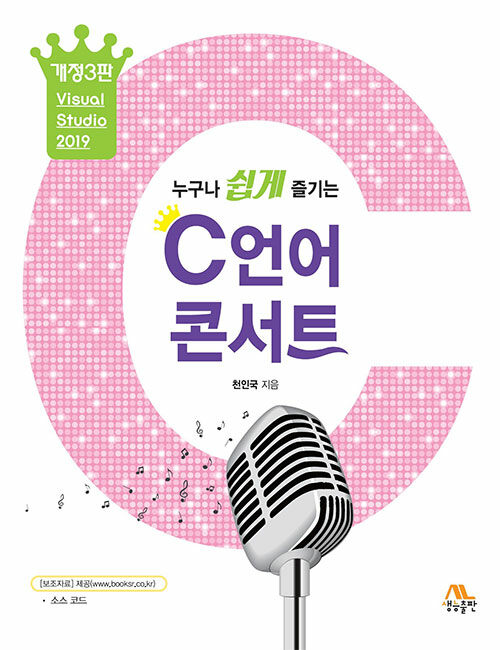 개정3판
Visual
Studio
2019
누구나 쉽게 즐기는
C언어
콘서트
천인국 지음
[보조자료] 제공(www.booksr.co.kr)
• 소스 코드
생능출판